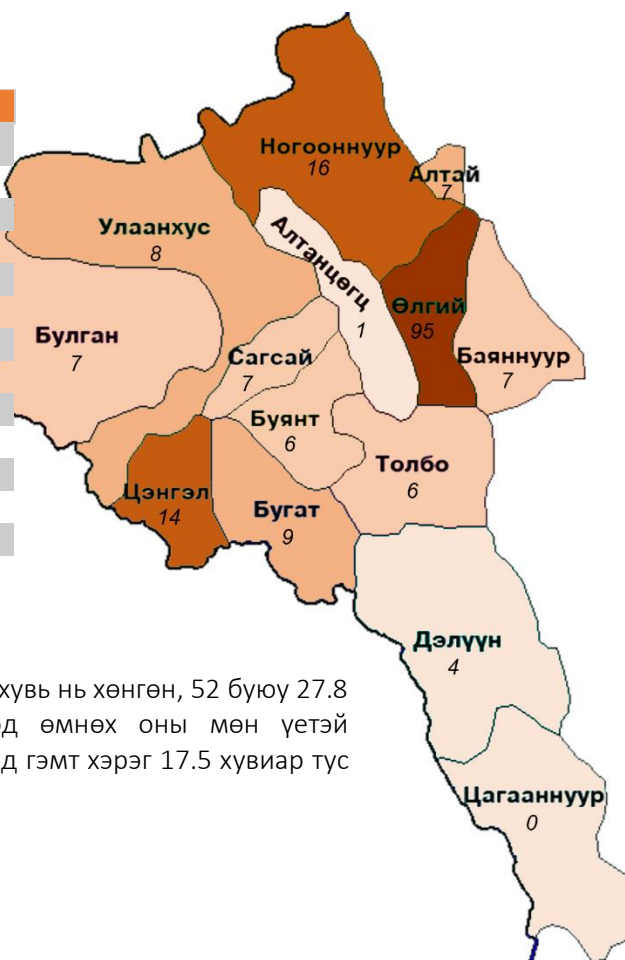 Ногооннуур
16
Алтай
7
Улаанхус
8
Алтанцөгц
1
Өлгий
95
Булган
7
Сагсай
7
Баяннуур
7
Буянт
6
Толбо
6
Цэнгэл
14
Бугат
9
Дэлүүн
4
хувь нь хөнгөн, 52 буюу 27.8
өмнөх оны мөн үетэй
д гэмт хэрэг 17.5 хувиар тус
Цагааннуур
0